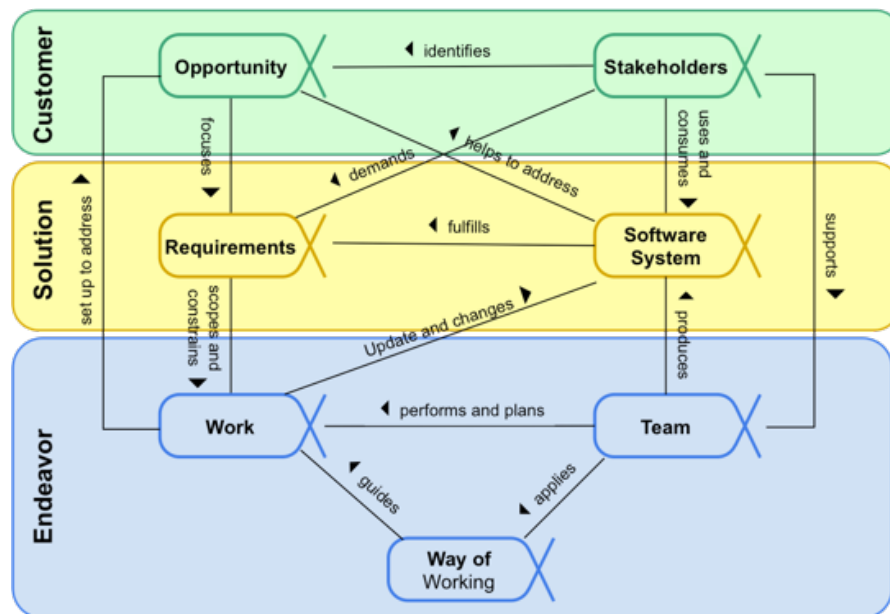 Customer
Opportunity
identifies
Stakeholders
focuses
demands
helps to address
uses and
consumes
Solution
set up to address
Requirements
fulfills
Software
System
supports
scopes and
constrains
Update and changes
produces
Endeavor
Work
performs and plans
Team
guides
applies
Way of
Working